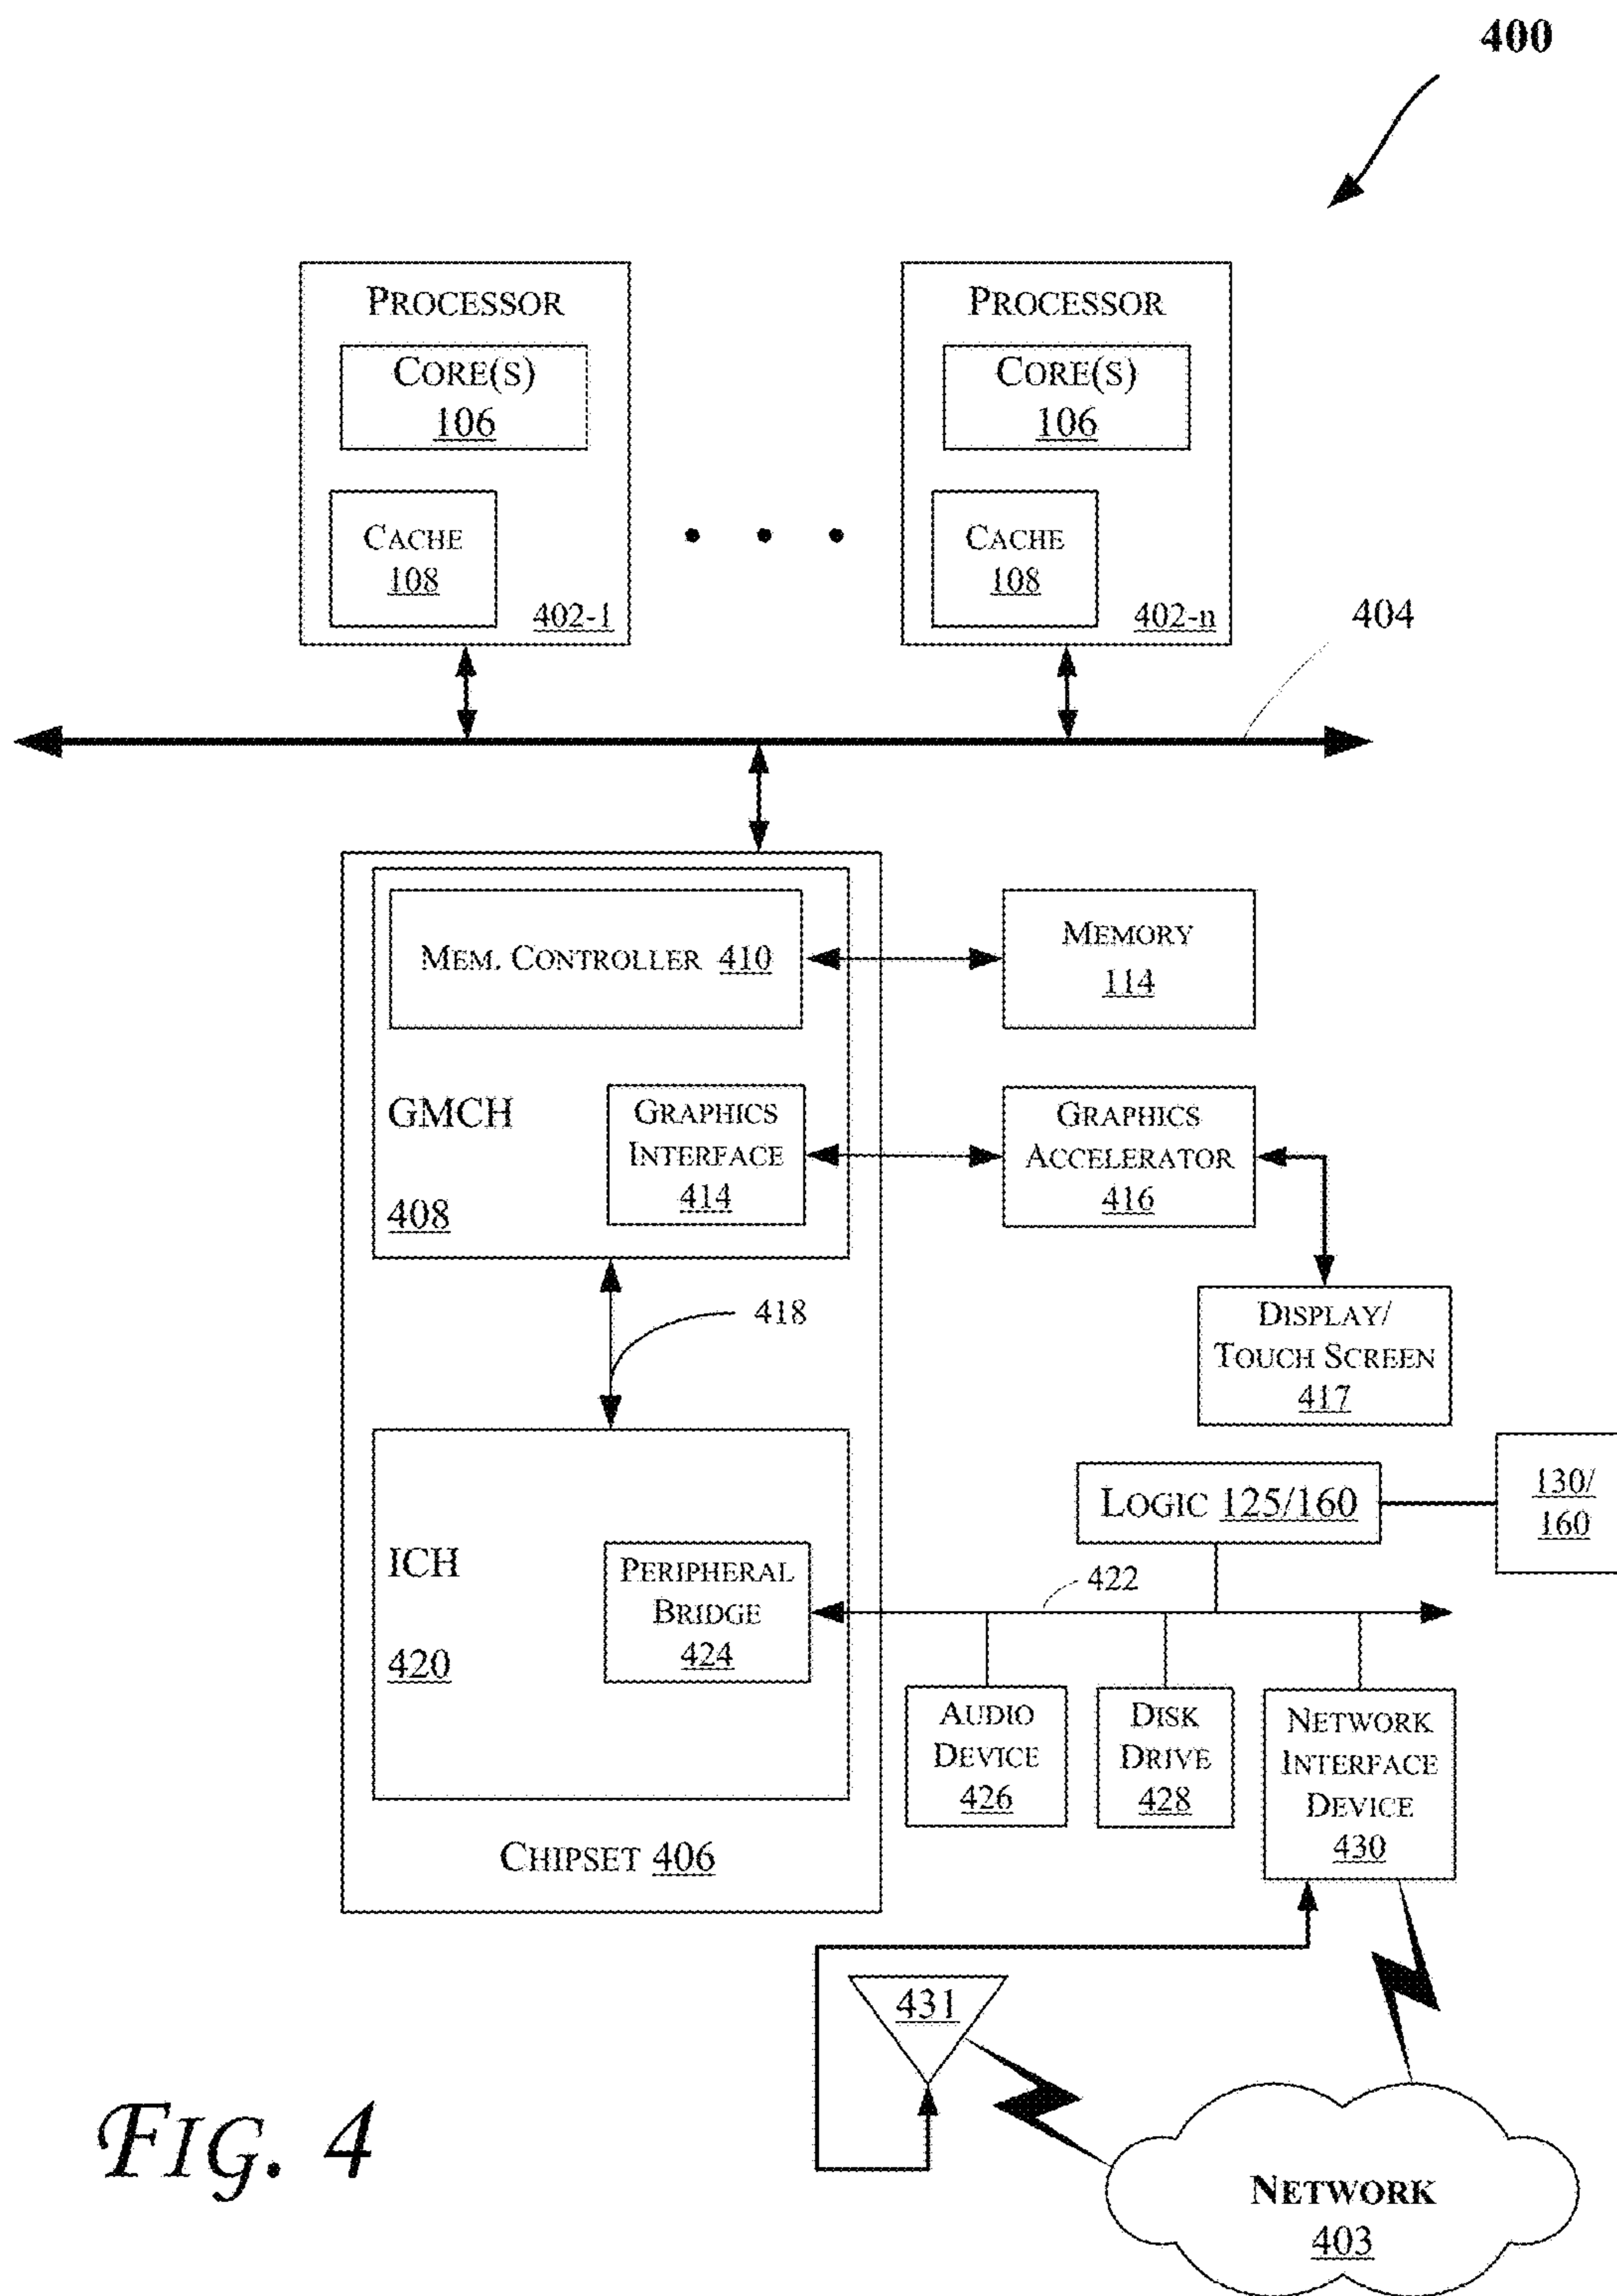 400
PROCESSOR
CORE(S)
106
CACHE
108
402-1
PROCESSOR
CORE(S)
106
CACHE
108
402-n
404
MEM. CONTROLLER 410
MEMORY
114
GMCH
408
GRAPHICS
INTERFACE
414
GRAPHICS
ACCELERATOR
416
418
DISPLAY/
TOUCH SCREEN
417
LOGIC 125/160
130/
160
ICH
420
PERIPHERAL
BRIDGE
424
422
AUDIO
DEVICE
426
DISK
DRIVE
428
NETWORK
INTERFACE
DEVICE
430
CHIPSET 406
431
NETWORK
403
FIG. 4